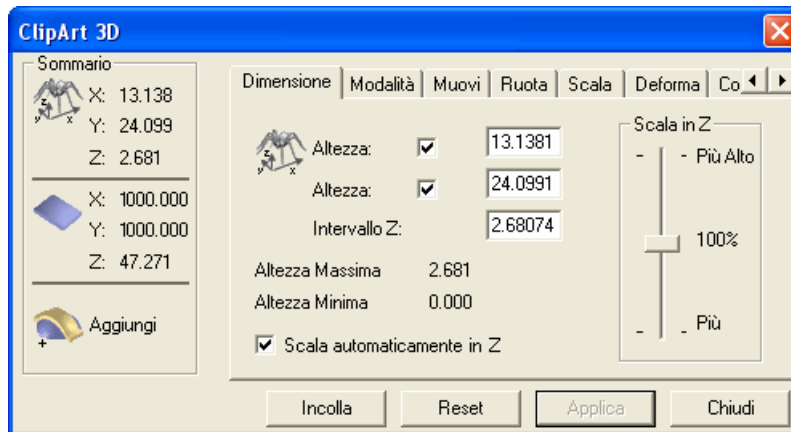 ClipArt 3D
Sommario
X: 13.138
Y: 24.099
Z: 2.681
X: 1000.000
Y: 1000.000
Z: 47.271
Aggiungi
Dimensione Modalità Muovi Ruota Scala Deforma Co
Altezza: 13.1381
Altezza: 24.0991
Intervallo Z: 2.68074
Altezza Massima 2.681
Altezza Minima 0.000
Scala automaticamente in Z
Scala in Z
- - Più Alto
100%
- - Più
Incolla Reset Applica Chiudi